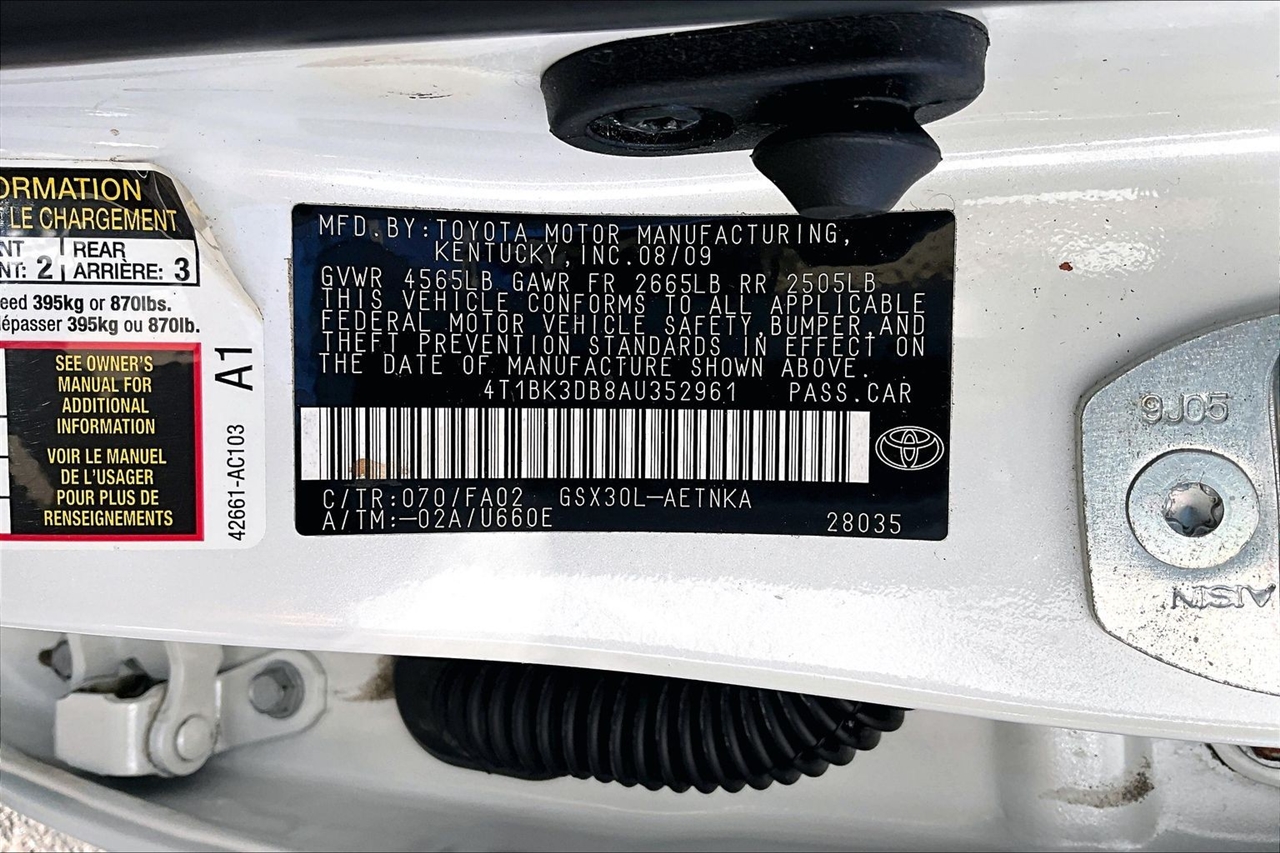 ORMATION
LE CHARGEMENT
NT 2 REAR
NT: ARRIÈRE: 3
395kg or 870lbs.
dépasser 395kg ou 870lb.
SEE OWNER'S
MANUAL FOR
ADDITIONAL
INFORMATION
VOIR LE MANUEL
DE L'USAGER
POUR PLUS DE
RENSEIGNEMENTS
A1
42661-AC103
MFD.BY:TOYOTA MOTOR MANUFACTURING,
KENTUCKY,INC.08/09
GVWR 4565LB GAWR FR 2665LB RR 2505LB
THIS VEHICLE CONFORMS TO ALL APPLICABLE
FEDERAL MOTOR VEHICLE SAFETY,BUMPER,AND
THEFT PREVENTION STANDARDS IN EFFECT ON
THE DATE OF MANUFACTURE SHOWN ABOVE.
4T1BK3DB8AU352961 PASS.CAR
C/TR:070/FA02 GSX30L-AETNKA
A/TM:-02A/U660E 28035
9J05
AISIN